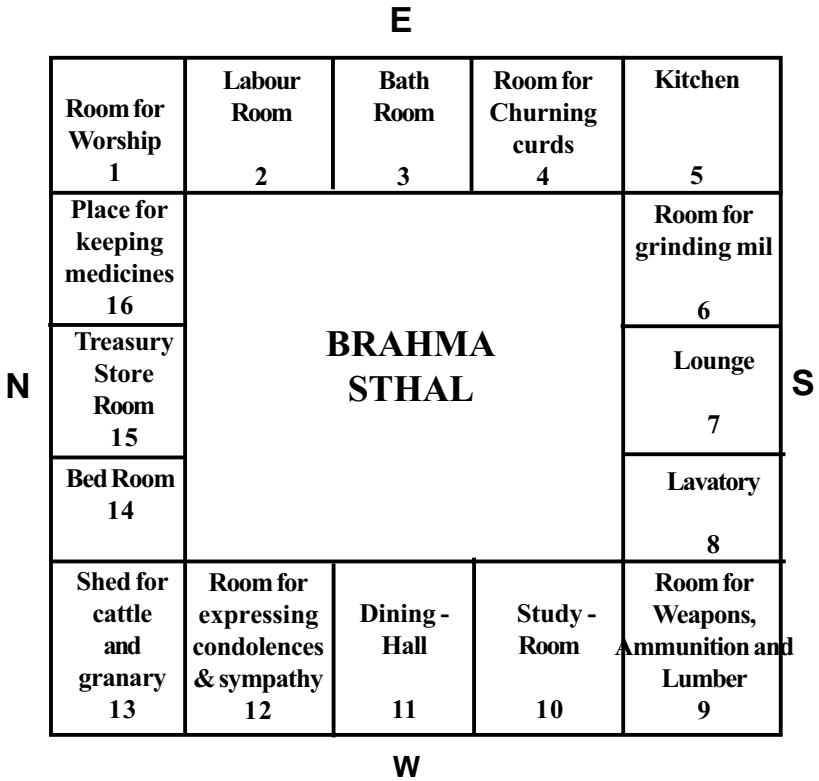 E
Room for
Worship
1
Labour
Room
2
Bath
Room
3
Room for
Churning
curds
4
Kitchen
5
Place for
keeping
medicines
16
Room for
grinding mil
6
Treasury
Store
Room
15
BRAHMA
STHAL
Lounge
7
N
S
Bed Room
14
Lavatory
8
Shed for
cattle
and
granary
13
Room for
expressing
condolences
& sympathy
12
Dining -
Hall
11
Study -
Room
10
Room for
Weapons,
Ammunition and
Lumber
9
W